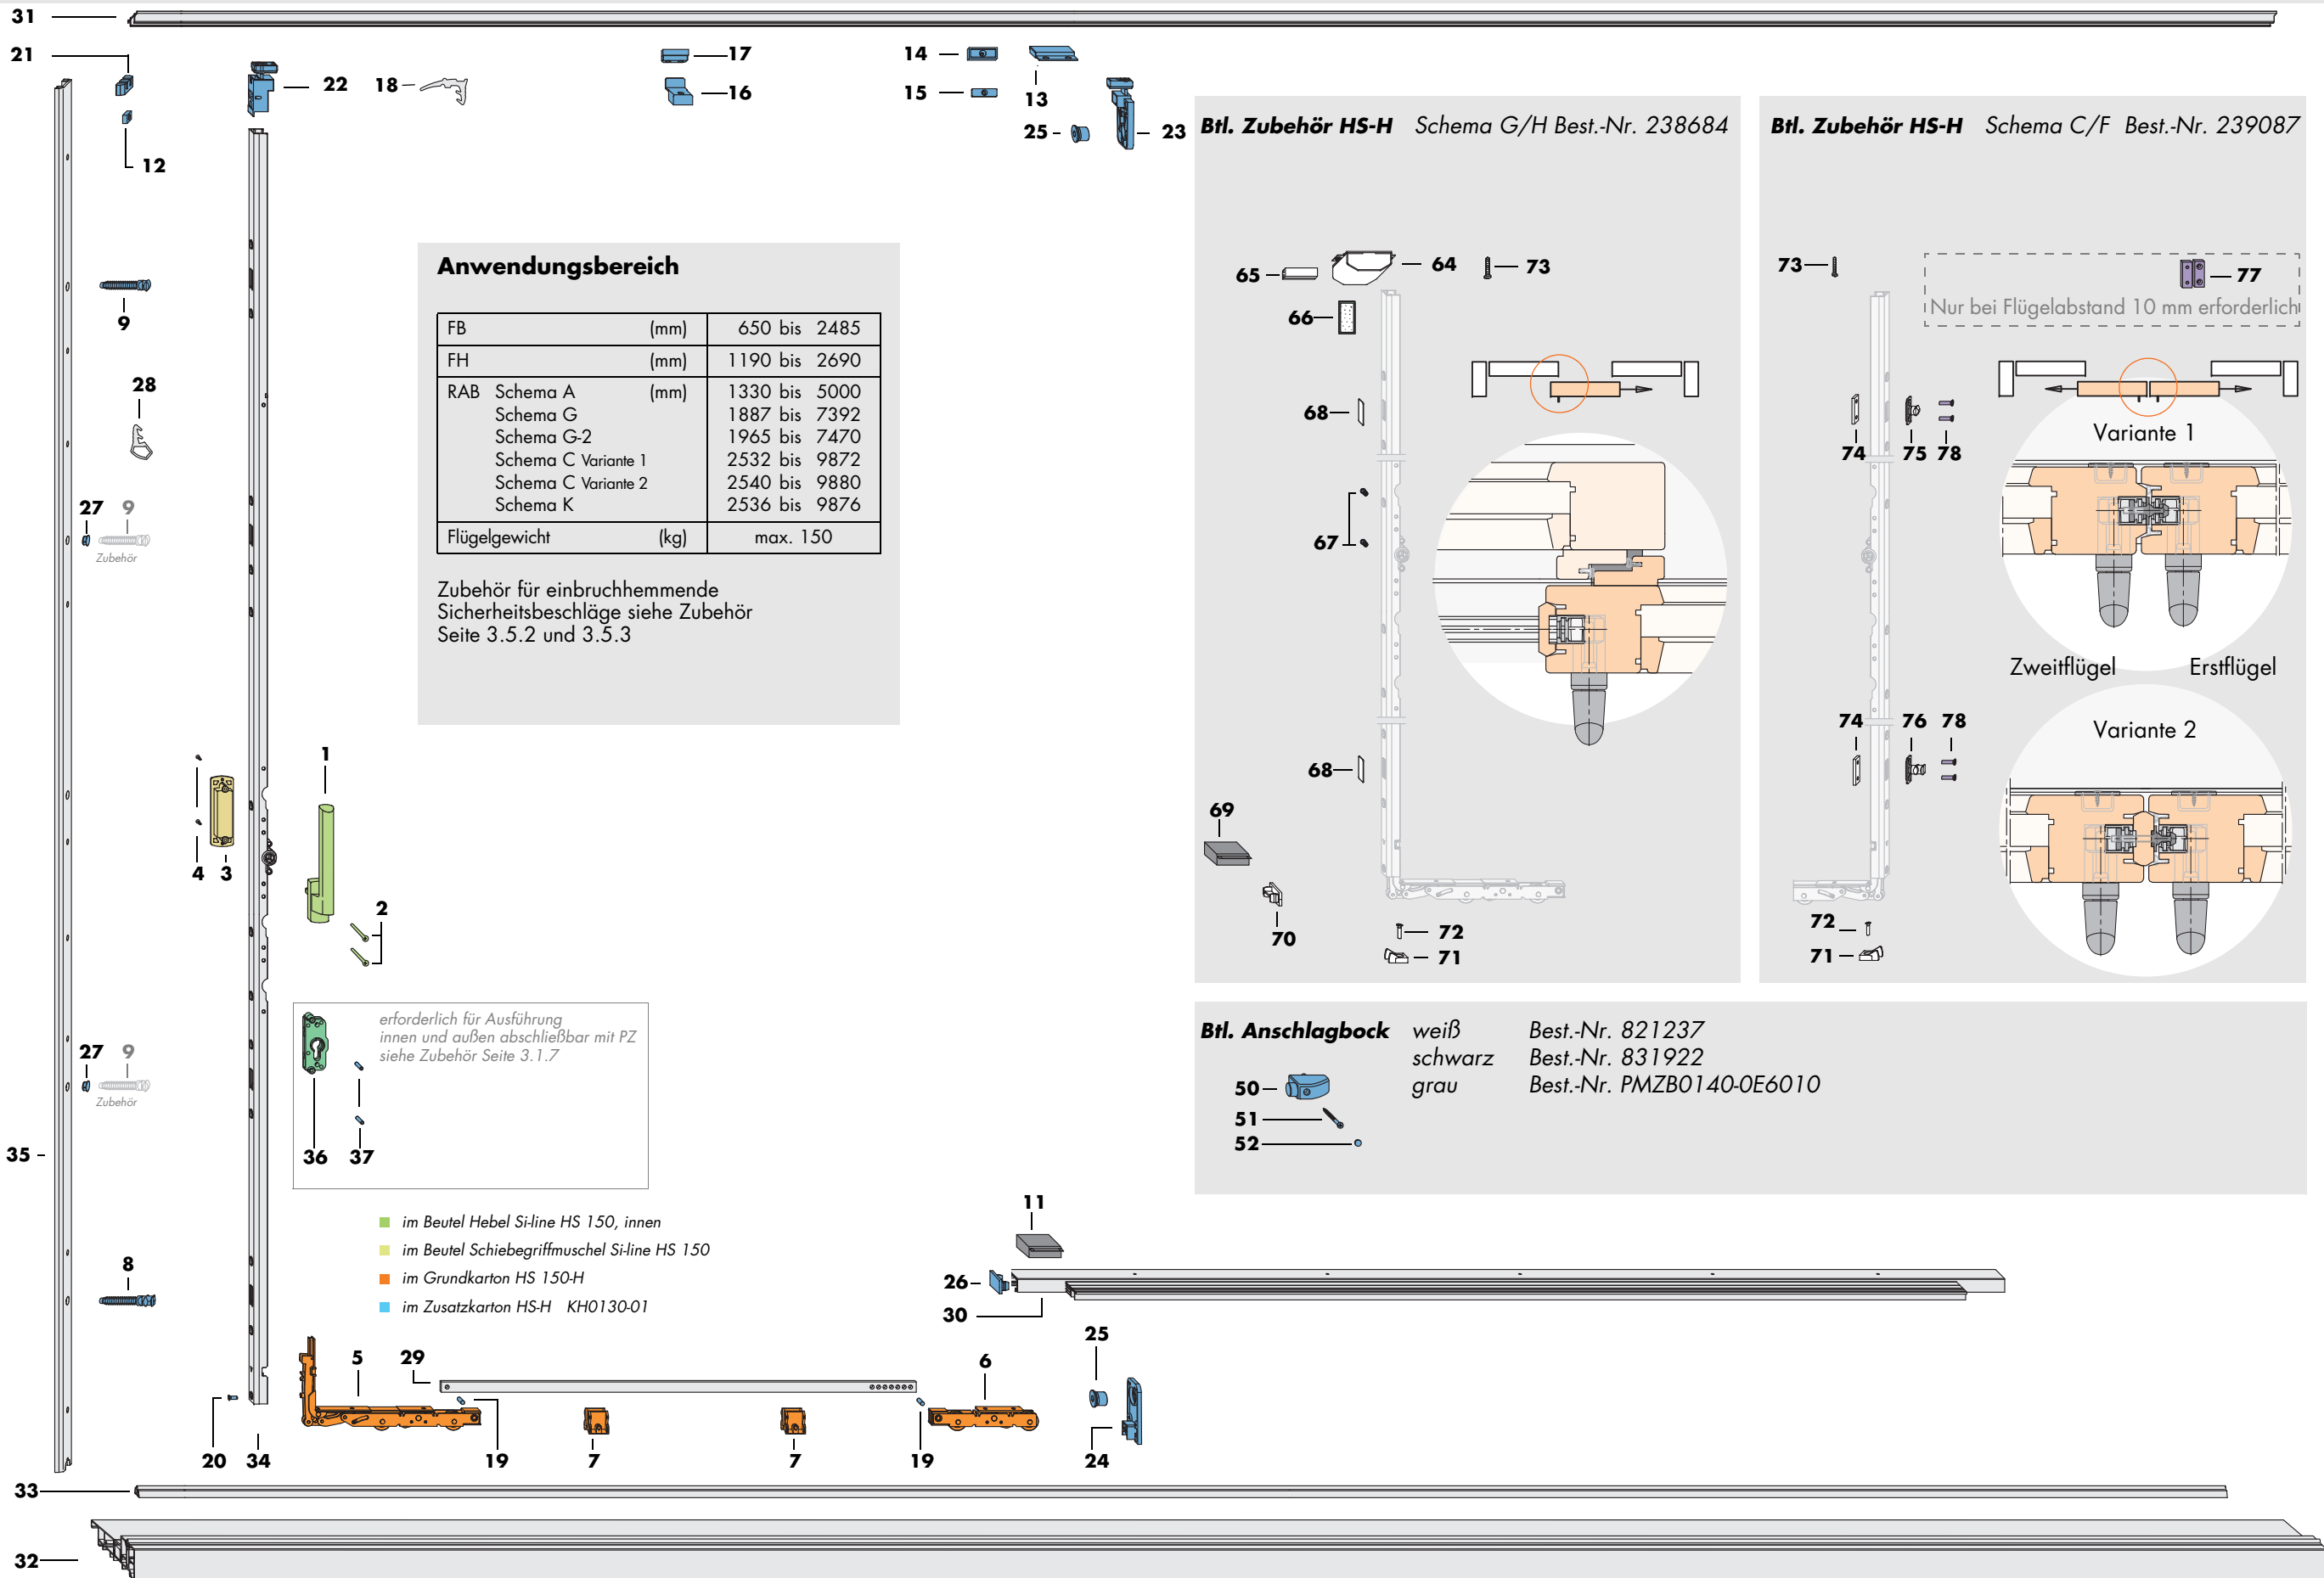 31
21
22
18
17
16
14
15
13
25
23
12
9
28
27 9
Zubehör
Anwendungsbereich
FB (mm) 650 bis 2485
FH (mm) 1190 bis 2690
RAB Schema A (mm) 1330 bis 5000
Schema G 1887 bis 7392
Schema G-2 1965 bis 7470
Schema C Variante 1 2532 bis 9872
Schema C Variante 2 2540 bis 9880
Schema K 2536 bis 9876
Flügelgewicht (kg) max. 150
Zubehör für einbruchhemmende
Sicherheitsbeschläge siehe Zubehör
Seite 3.5.2 und 3.5.3
Btl. Zubehör HS-H Schema G/H Best.-Nr. 238684
65
64
73
66
68
67
68
69
70
72
71
Btl. Zubehör HS-H Schema C/F Best.-Nr. 239087
73
77
Nur bei Flügelabstand 10 mm erforderlich
74 75 78
Variante 1
Zweitflügel Erstflügel
74 76 78
Variante 2
72
71
1
4 3
2
27 9
Zubehör
erforderlich für Ausführung
innen und außen abschließbar mit PZ
siehe Zubehör Seite 3.1.7
36 37
35
Btl. Anschlagbock weiß Best.-Nr. 821237
schwarz Best.-Nr. 831922
grau Best.-Nr. PMZB0140-0E6010
50
51
52
im Beutel Hebel Si-line HS 150, innen
im Beutel Schiebegriffmuschel Si-line HS 150
im Grundkarton HS 150-H
im Zusatzkarton HS-H KH0130-01
8
11
26
30
5
29
6
25
20 34
19
7
7
19
24
33
32